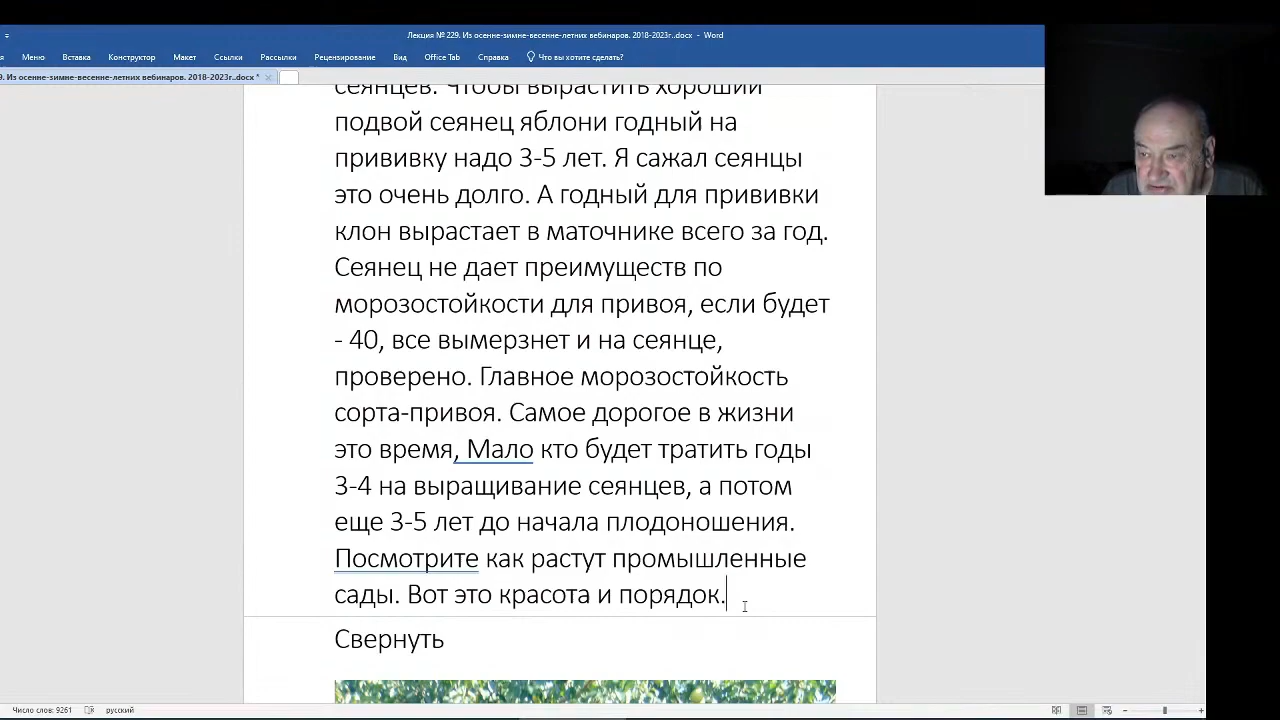 Лекция № 229. Из осенне-зимне-весенне-летних вебинаров. 2018-2023г..docx - Word
я Меню Вставка Конструктор Макет Ссылки Рассылки Рецензирование Вид Office Tab Справка Что вы хотите сделать?
9. Из осенне-зимне-весенне-летних вебинаров. 2018-2023г..docx *
сеянцев. Чтобы вырастить хороший
подвой сеянец яблони годный на
прививку надо 3-5 лет. Я сажал сеянцы
это очень долго. А годный для прививки
клон вырастает в маточнике всего за год.
Сеянец не дает преимуществ по
морозостойкости для привоя, если будет
- 40, все вымерзнет и на сеянце,
проверено. Главное морозостойкость
сорта-привоя. Самое дорогое в жизни
это время, Мало кто будет тратить годы
3-4 на выращивание сеянцев, а потом
еще 3-5 лет до начала плодоношения.
Посмотрите как растут промышленные
сады. Вот это красота и порядок.
Свернуть
Число слов: 9261 русский